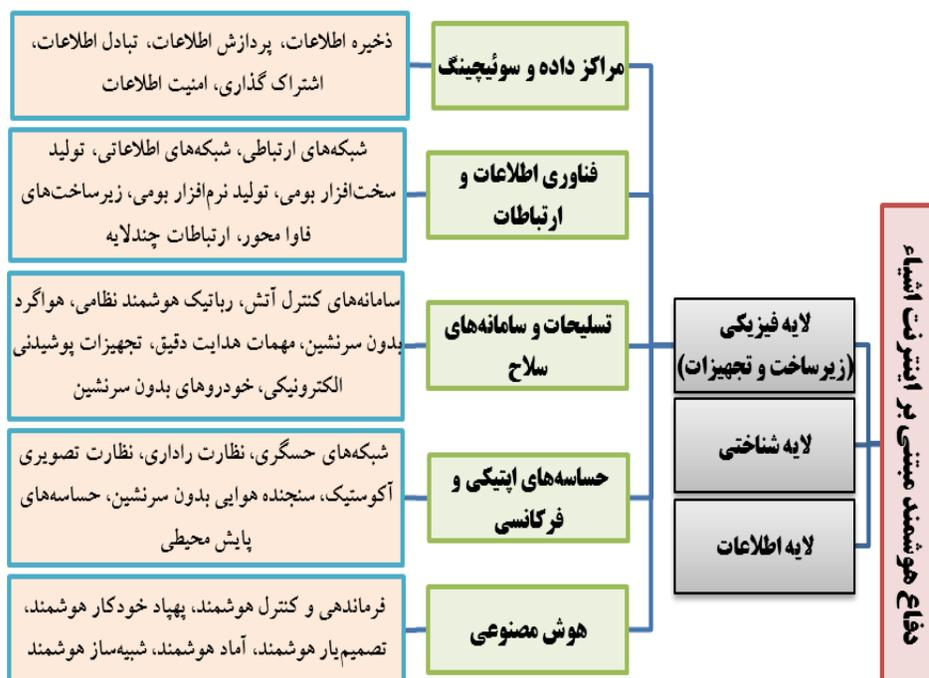 دفاع هوشمند مبتنی بر اینترنت اشیاء
لایه فیزیکی
(زیرساخت و تجهیزات)
لایه شناختی
لایه اطلاعات
مراکز داده و سوئیچینگ
ذخیره اطلاعات، پردازش اطلاعات، تبادل اطلاعات،
اشتراک گذاری، امنیت اطلاعات
فناوری اطلاعات و
ارتباطات
شبکه‌های ارتباطی، شبکه‌های اطلاعاتی، تولید
سخت‌افزار بومی، تولید نرم‌افزار بومی، زیرساخت‌های
فاوا محور، ارتباطات چندلایه
تسلیحات و سامانه‌های
سلاح
سامانه‌های کنترل آتش، رباتیک هوشمند نظامی، هواگرد
بدون سرنشین، مهمات هدایت دقیق، تجهیزات پوشیدنی
الکترونیکی، خودروهای بدون سرنشین
حساسه‌های اپتیکی و
فرکانسی
شبکه‌های حسگری، نظارت راداری، نظارت تصویری
آکوستیک، سنجنده هوایی بدون سرنشین، حساسه‌های
پایش محیطی
هوش مصنوعی
فرماندهی و کنترل هوشمند، پهپاد خودکار هوشمند،
تصمیم‌یار هوشمند، آماد هوشمند، شبیه‌ساز هوشمند